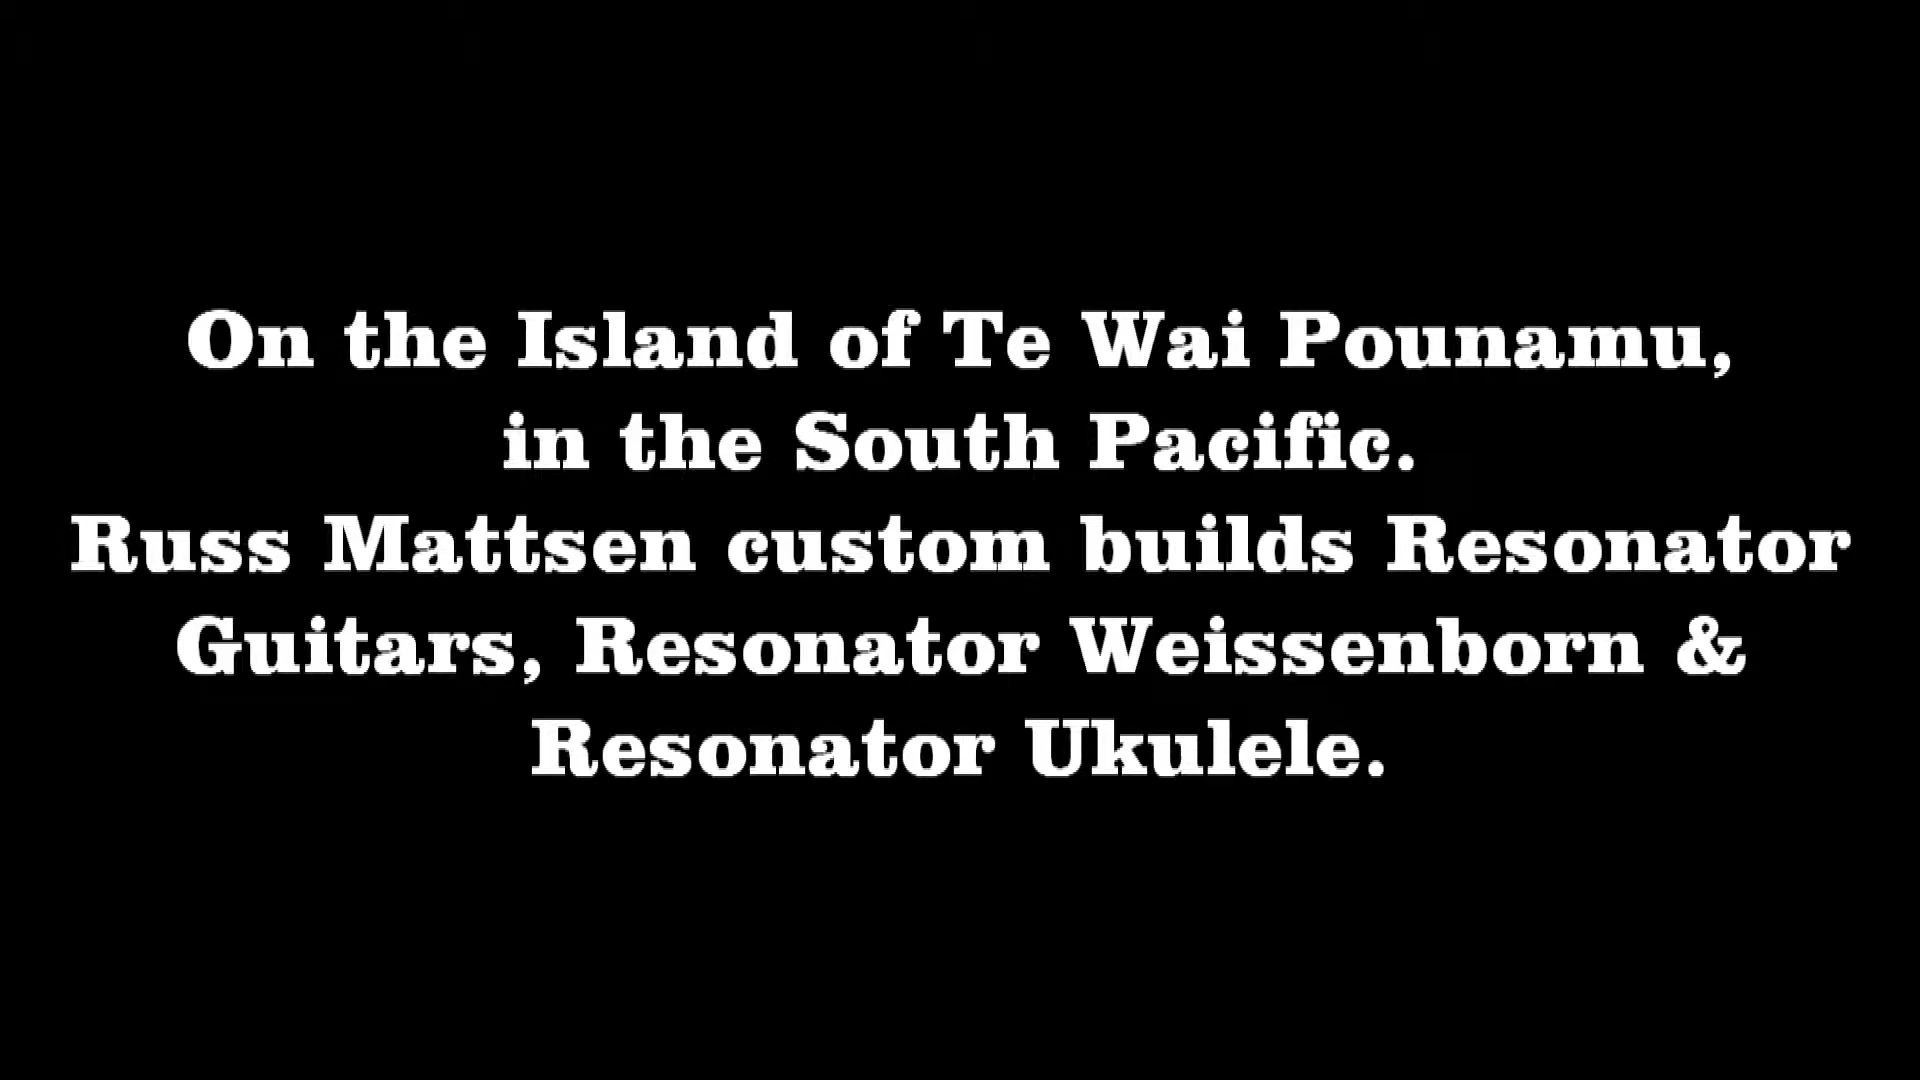 On the Island of Te Wai Pounamu,
in the South Pacific.
Russ Mattsen custom builds Resonator
Guitars, Resonator Weissenborn &
Resonator Ukulele.